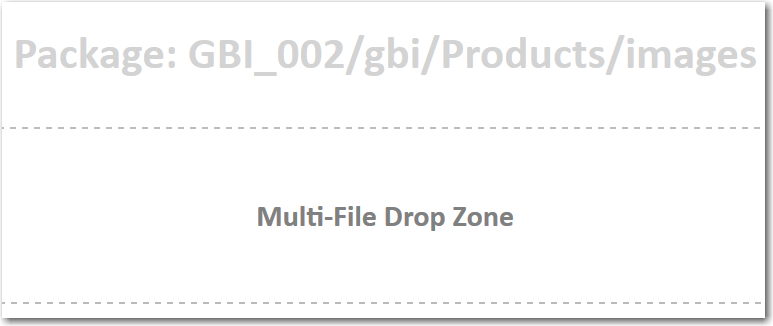 Package: GBI_002/gbi/Products/images
Multi-File Drop Zone